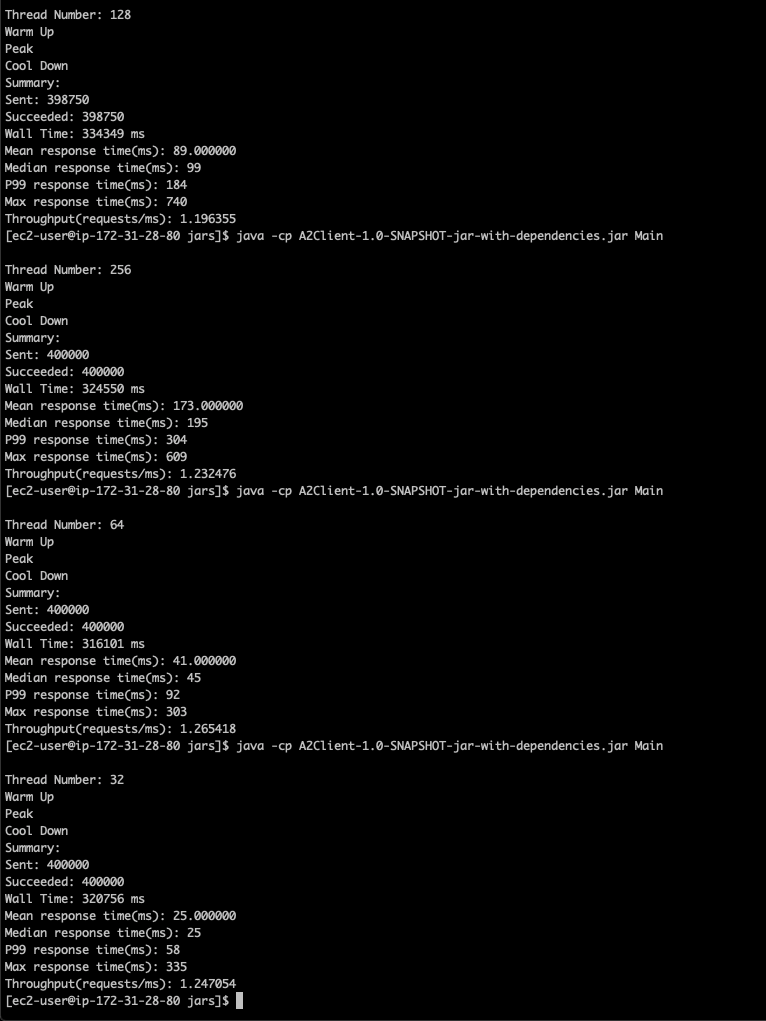 Thread Number: 128
Warm Up
Peak
Cool Down
Summary:
Sent: 398750
Succeeded: 398750
Wall Time: 334349 ms
Mean response time(ms): 89.000000
Median response time(ms): 99
P99 response time(ms): 184
Max response time(ms): 740
Throughput(requests/ms): 1.196355
[ec2-user@ip-172-31-28-80 jars]$ java -cp A2Client-1.0-SNAPSHOT-jar-with-dependencies.jar Main
Thread Number: 256
Warm Up
Peak
Cool Down
Summary:
Sent: 400000
Succeeded: 400000
Wall Time: 324550 ms
Mean response time(ms): 173.000000
Median response time(ms): 195
P99 response time(ms): 304
Max response time(ms): 609
Throughput(requests/ms): 1.232476
[ec2-user@ip-172-31-28-80 jars]$ java -cp A2Client-1.0-SNAPSHOT-jar-with-dependencies.jar Main
Thread Number: 64
Warm Up
Peak
Cool Down
Summary:
Sent: 400000
Succeeded: 400000
Wall Time: 316101 ms
Mean response time(ms): 41.000000
Median response time(ms): 45
P99 response time(ms): 92
Max response time(ms): 303
Throughput(requests/ms): 1.265418
[ec2-user@ip-172-31-28-80 jars]$ java -cp A2Client-1.0-SNAPSHOT-jar-with-dependencies.jar Main
Thread Number: 32
Warm Up
Peak
Cool Down
Summary:
Sent: 400000
Succeeded: 400000
Wall Time: 320756 ms
Mean response time(ms): 25.000000
Median response time(ms): 25
P99 response time(ms): 58
Max response time(ms): 335
Throughput(requests/ms): 1.247054
[ec2-user@ip-172-31-28-80 jars]$